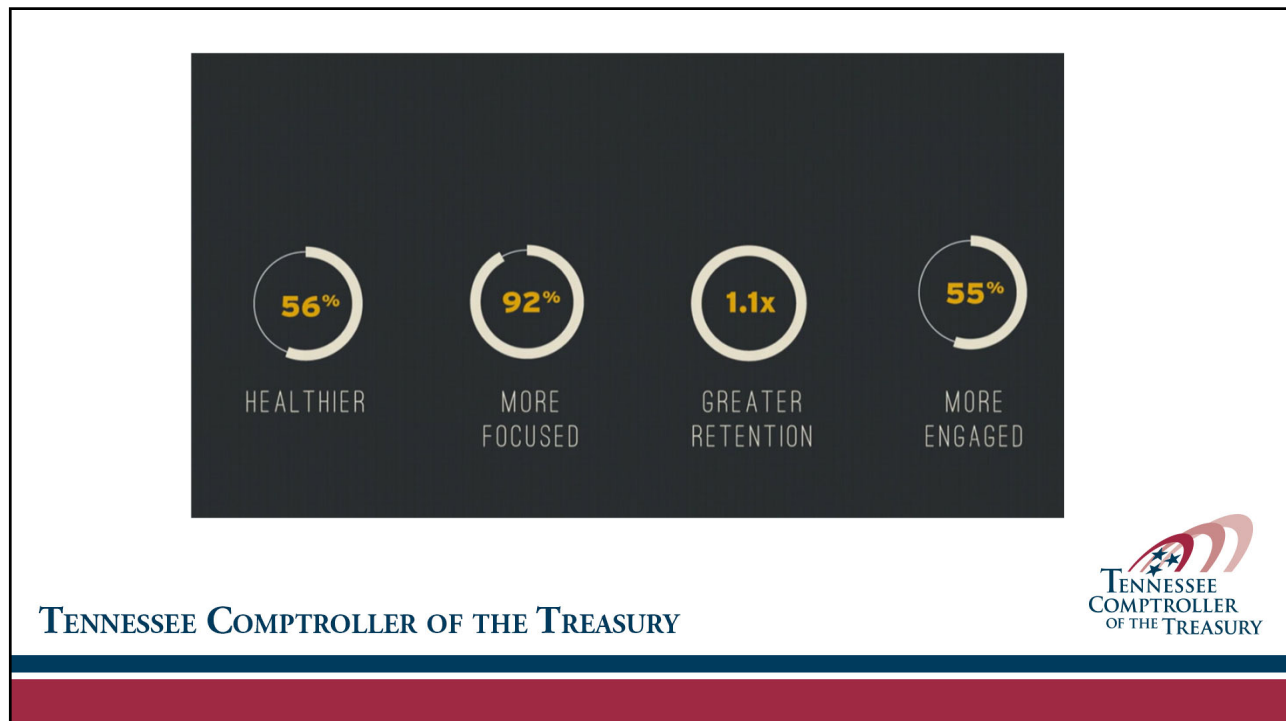 56%
HEALTHIER
92%
MORE
FOCUSED
1.1x
GREATER
RETENTION
55%
MORE
ENGAGED
TENNESSEE COMPTROLLER OF THE TREASURY
TENNESSEE
COMPTROLLER
OF THE TREASURY